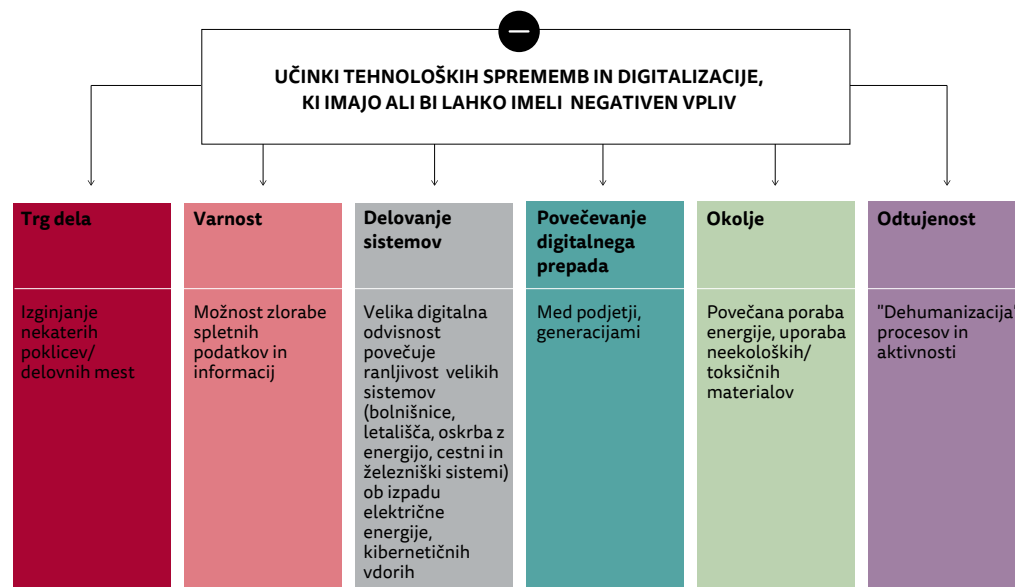 UČINKI TEHNOLOŠKIH SPREMEMB IN DIGITALIZACIJE,
KI IMAJO ALI BI LAHKO IMELI NEGATIVEN VPLIV
Trg dela
Izginjanje
nekaterih
poklicev/
delovnih mest
Varnost
Možnost zlorabe
spletnih
podatkov in
informacij
Delovanje
sistemov
Velika digitalna
odvisnost
povečuje
ranljivost velikih
sistemov
(bolnišnice,
letališča, oskrba z
energijo, cestni in
železniški sistemi)
ob izpadu
električne
energije,
kibernetičnih
vdorih
Povečevanje
digitalnega
prepada
Med podjetji,
generacijami
Okolje
Povečana poraba
energije, uporaba
neekoloških/
toksičnih
materialov
Odtujenost
"Dehumanizacija"
procesov in
aktivnosti